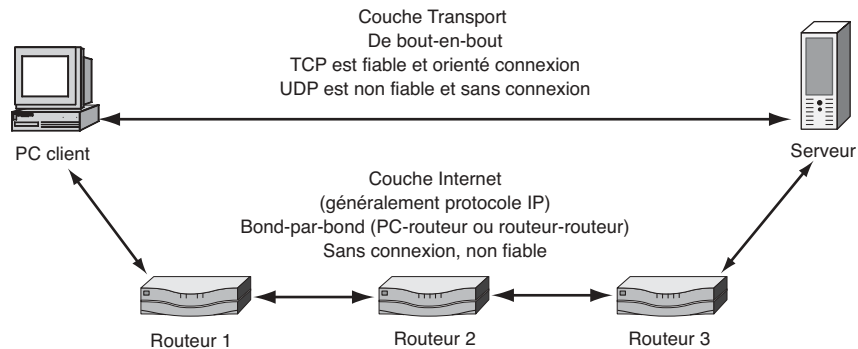 Couche Transport
De bout-en-bout
TCP est fiable et orienté connexion
UDP est non fiable et sans connexion
PC client
Serveur
Couche Internet
(généralement protocole IP)
Bond-par-bond (PC-routeur ou routeur-routeur)
Sans connexion, non fiable
Routeur 1
Routeur 2
Routeur 3